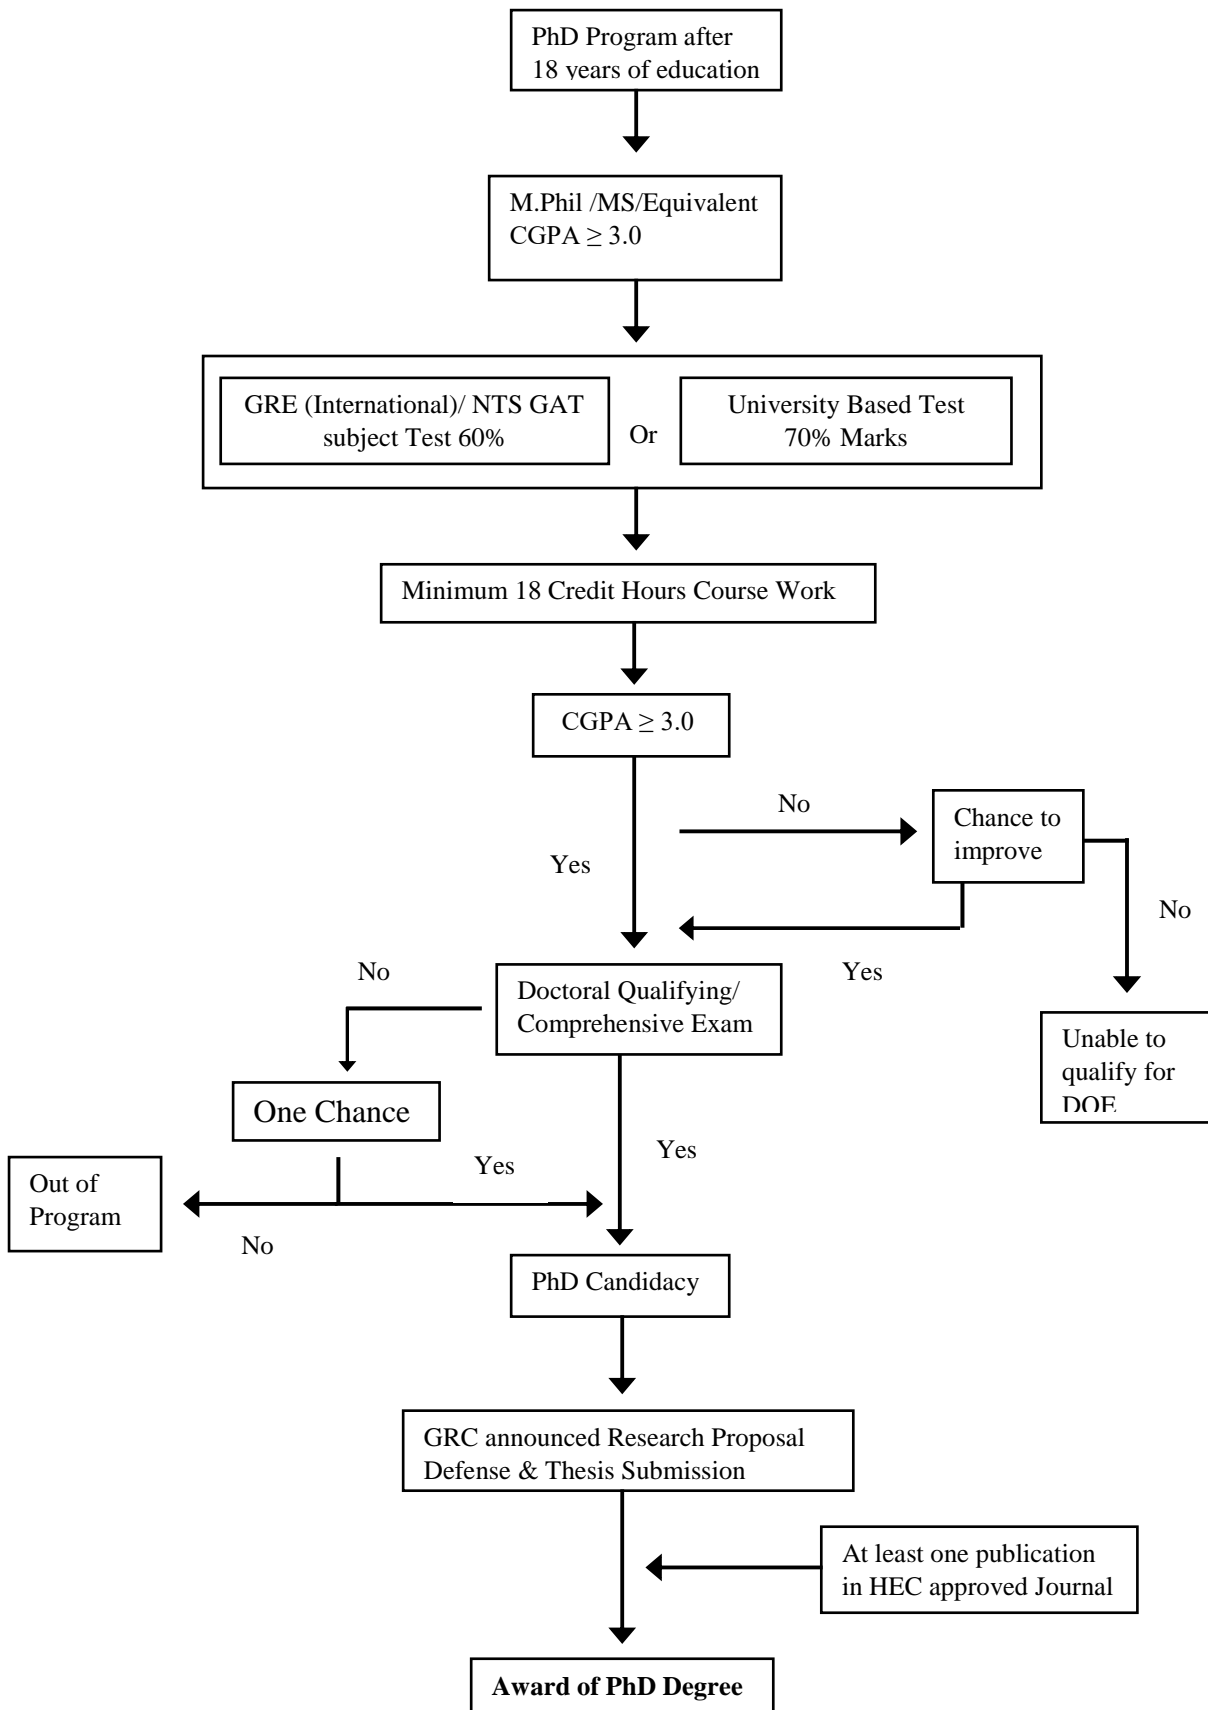 PhD Program after
18 years of education
M.Phil /MS/Equivalent
CGPA ≥ 3.0
GRE (International)/ NTS GAT
subject Test 60%
Or
University Based Test
70% Marks
Minimum 18 Credit Hours Course Work
CGPA ≥ 3.0
No
Chance to
improve
Yes
No
Yes
No
Doctoral Qualifying/
Comprehensive Exam
Unable to
qualify for
One Chance
Yes
Yes
Out of
Program
No
PhD Candidacy
GRC announced Research Proposal
Defense & Thesis Submission
At least one publication
in HEC approved Journal
Award of PhD Degree